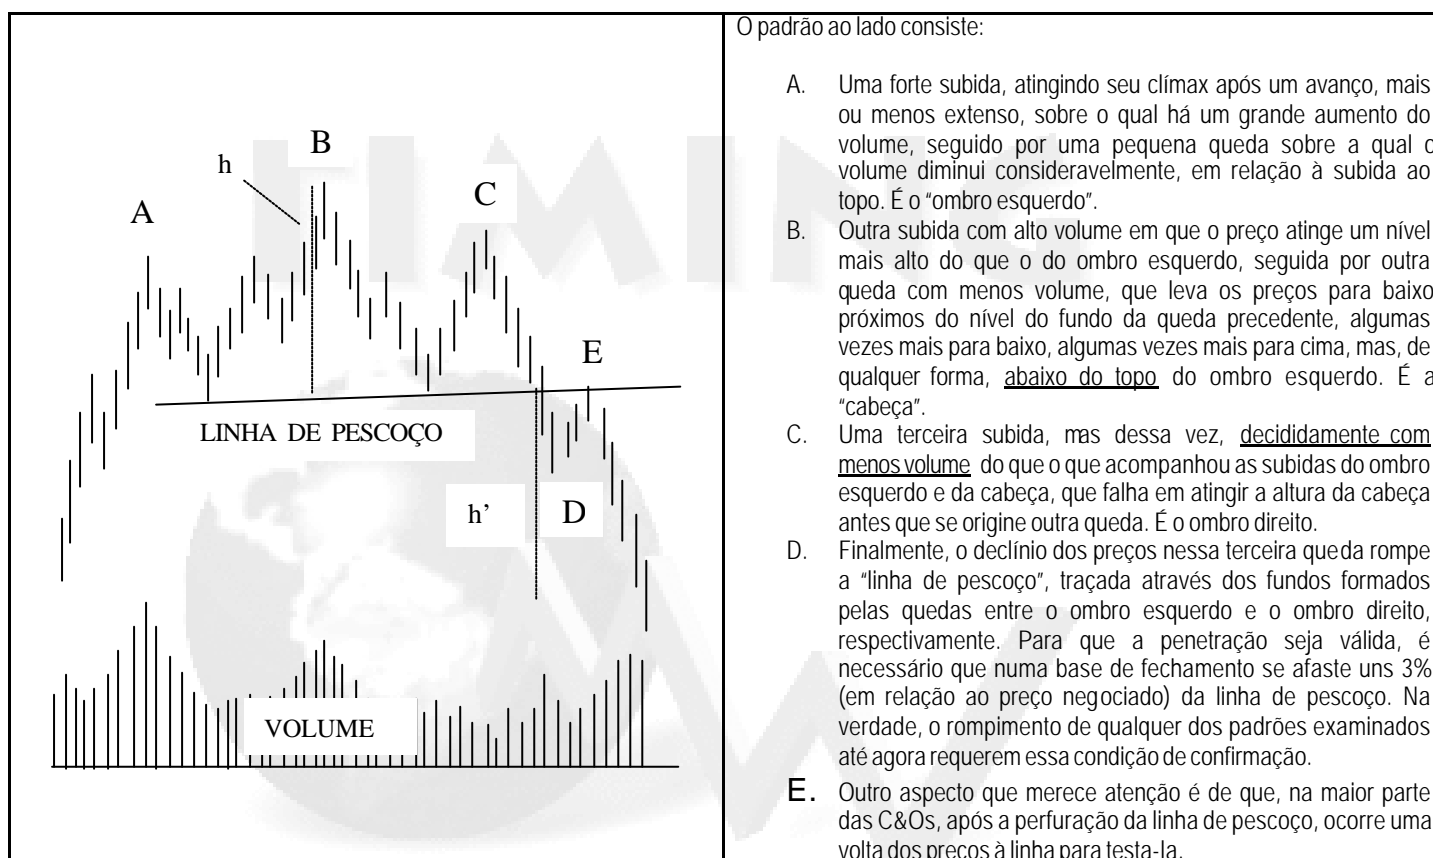 B
h
C
A
E
LINHA DE PESCOÇO
h’
D
VOLUME
TIMING
O padrão ao lado consiste:
A. Uma forte subida, atingindo seu clímax após um avanço, mais
ou menos extenso, sobre o qual há um grande aumento do
volume, seguido por uma pequena queda sobre a qual o
volume diminui consideravelmente, em relação à subida ao
topo. É o “ombro esquerdo”.
B. Outra subida com alto volume em que o preço atinge um nível
mais alto do que o do ombro esquerdo, seguida por outra
queda com menos volume, que leva os preços para baixo
próximos do nível do fundo da queda precedente, algumas
vezes mais para baixo, algumas vezes mais para cima, mas, de
qualquer forma, abaixo do topo do ombro esquerdo. É a
“cabeça”.
C. Uma terceira subida, mas dessa vez, decididamente com
menos volume do que o que acompanhou as subidas do ombro
esquerdo e da cabeça, que falha em atingir a altura da cabeça
antes que se origine outra queda. É o ombro direito.
D. Finalmente, o declínio dos preços nessa terceira queda rompe
a “linha de pescoço”, traçada através dos fundos formados
pelas quedas entre o ombro esquerdo e o ombro direito,
respectivamente. Para que a penetração seja válida, é
necessário que numa base de fechamento se afaste uns 3%
(em relação ao preço negociado) da linha de pescoço. Na
verdade, o rompimento de qualquer dos padrões examinados
até agora requerem essa condição de confirmação.
E. Outro aspecto que merece atenção é de que, na maior parte
das C&Os, após a perfuração da linha de pescoço, ocorre uma
volta dos preços à linha para testa-la.